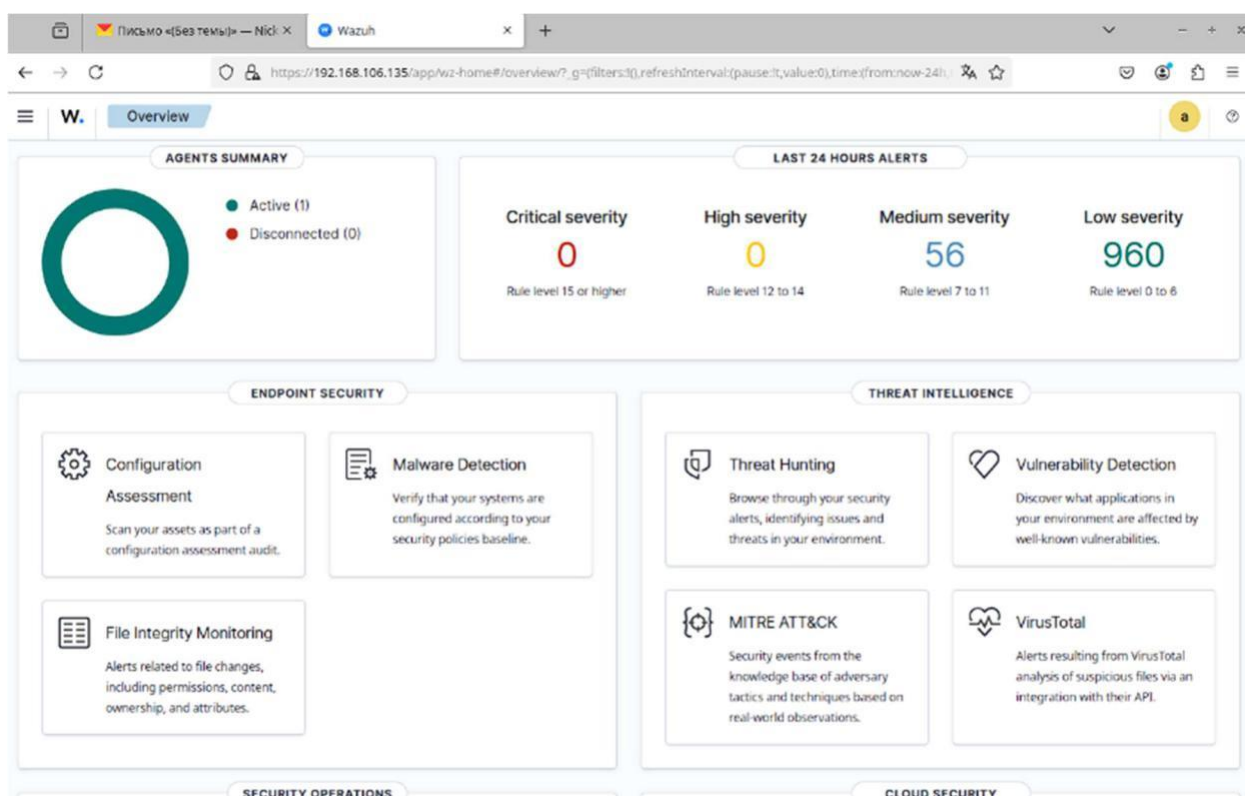 Письмо «(Без темы)» — Nick
Wazuh
https://192.168.106.135/app/wz-home#/overview/?_g=(filters:!(),refreshInterval:(pause:!t,value:0),time:(from:now-24h,
W.
Overview
a
AGENTS SUMMARY
Active (1)
Disconnected (0)
LAST 24 HOURS ALERTS
Critical severity
0
Rule level 15 or higher
High severity
0
Rule level 12 to 14
Medium severity
56
Rule level 7 to 11
Low severity
960
Rule level 0 to 6
ENDPOINT SECURITY
Configuration
Assessment
Scan your assets as part of a
configuration assessment audit.
Malware Detection
Verify that your systems are
configured according to your
security policies baseline.
File Integrity Monitoring
Alerts related to file changes,
including permissions, content,
ownership, and attributes.
THREAT INTELLIGENCE
Threat Hunting
Browse through your security
alerts, identifying issues and
threats in your environment.
Vulnerability Detection
Discover what applications in
your environment are affected by
well-known vulnerabilities.
MITRE ATT&CK
Security events from the
knowledge base of adversary
tactics and techniques based on
real-world observations.
VirusTotal
Alerts resulting from VirusTotal
analysis of suspicious files via an
integration with their API.
SECURITY OPERATIONS
CLOUD SECURITY